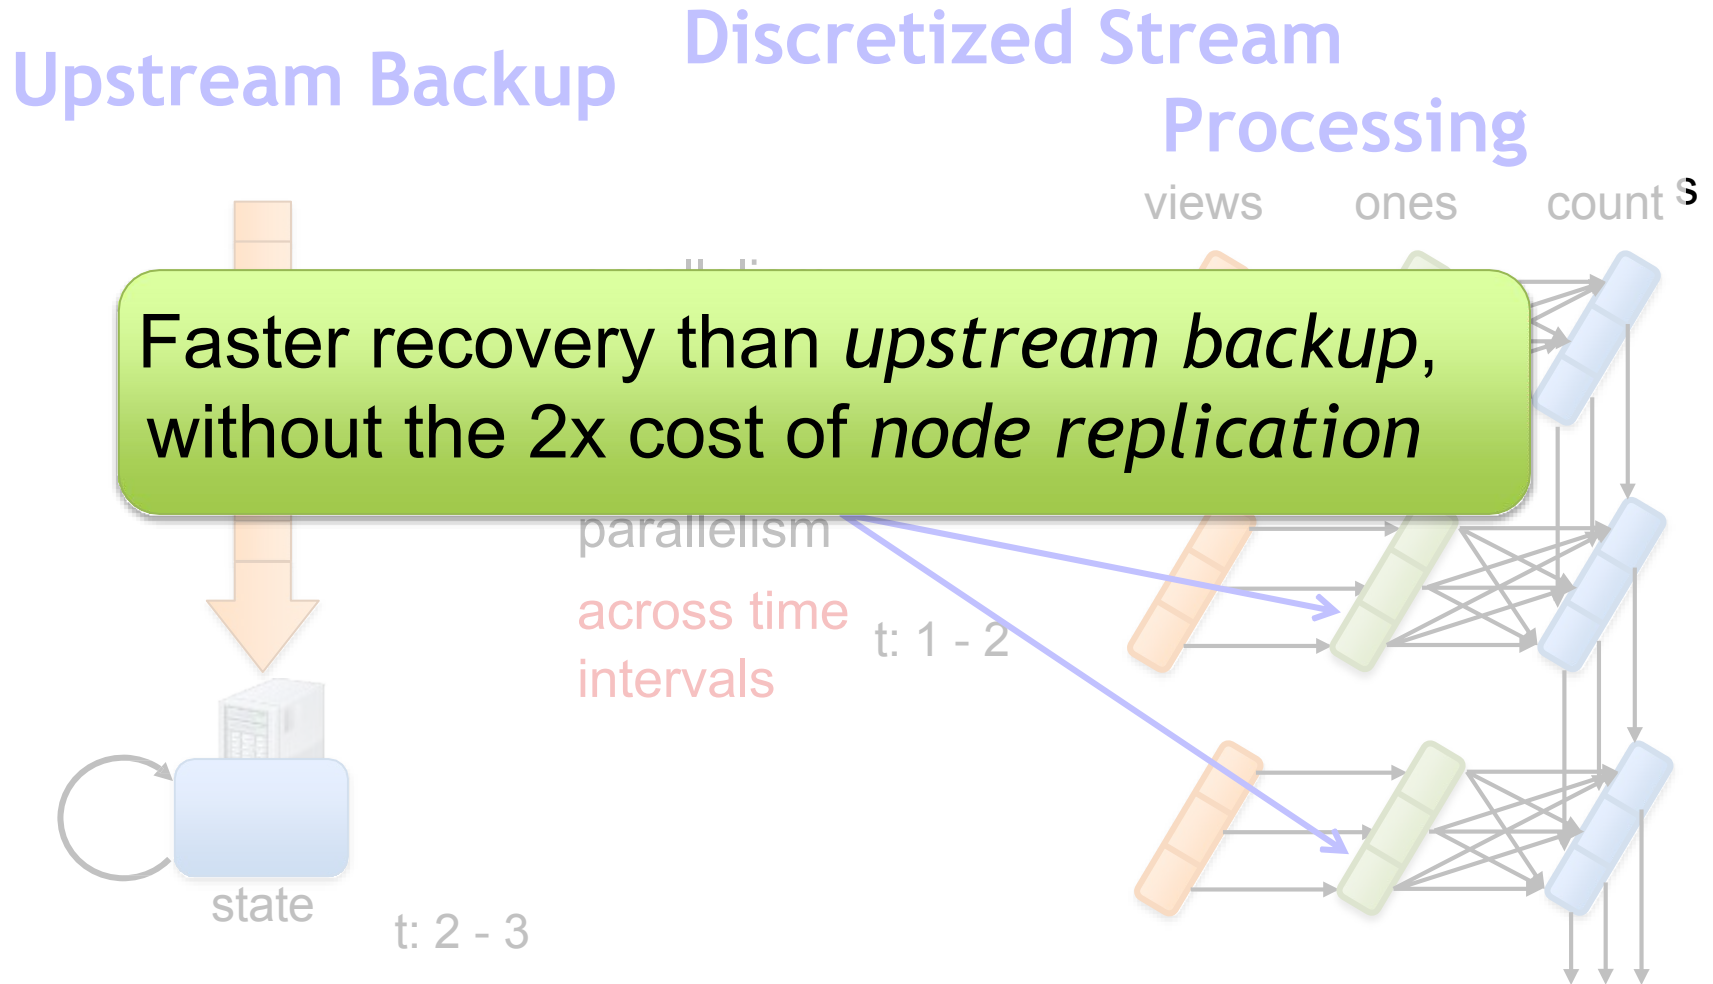 Upstream Backup
Discretized Stream
Processing
views ones counts
Faster recovery than upstream backup,
without the 2x cost of node replication
parallelism
across time
intervals
t: 1 - 2
state
t: 2 - 3